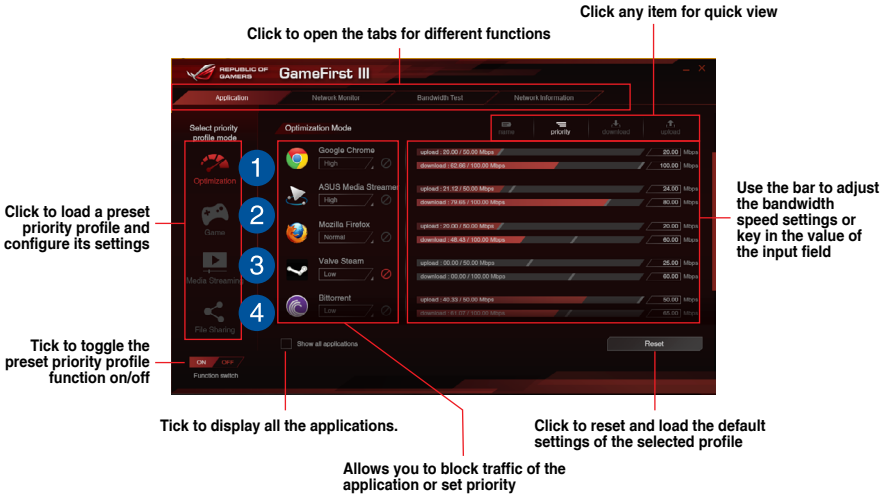 Click any item for quick view
Click to open the tabs for different functions
REPUBLIC OF
GAMERS
GameFirst III
Application
Network Monitor
Bandwidth Test
Network Information
Select priority
profile mode
Optimization Mode
name
priority
download
upload
1
Optimization
2
Game
3
Media Streaming
4
File Sharing
Google Chrome
High
upload : 20.00 / 50.00 Mbps
20.00 Mbps
download : 62.86 / 100.00 Mbps
100.00 Mbps
ASUS Media Streamer
High
upload : 21.12 / 50.00 Mbps
24.00 Mbps
download : 79.65 / 100.00 Mbps
80.00 Mbps
Mozilla Firefox
Normal
upload : 20.00 / 50.00 Mbps
20.00 Mbps
download : 48.43 / 100.00 Mbps
60.00 Mbps
Valve Steam
Low
upload : 00.00 / 50.00 Mbps
25.00 Mbps
download : 00.00 / 100.00 Mbps
60.00 Mbps
Bittorrent
Low
upload : 40.33 / 50.00 Mbps
50.00 Mbps
download : 61.07 / 100.00 Mbps
65.00 Mbps
Show all applications
Reset
ON OFF
Function switch
Click to load a preset
priority profile and
configure its settings
Use the bar to adjust
the bandwidth
speed settings or
key in the value of
the input field
Tick to toggle the
preset priority profile
function on/off
Tick to display all the applications.
Click to reset and load the default
settings of the selected profile
Allows you to block traffic of the
application or set priority